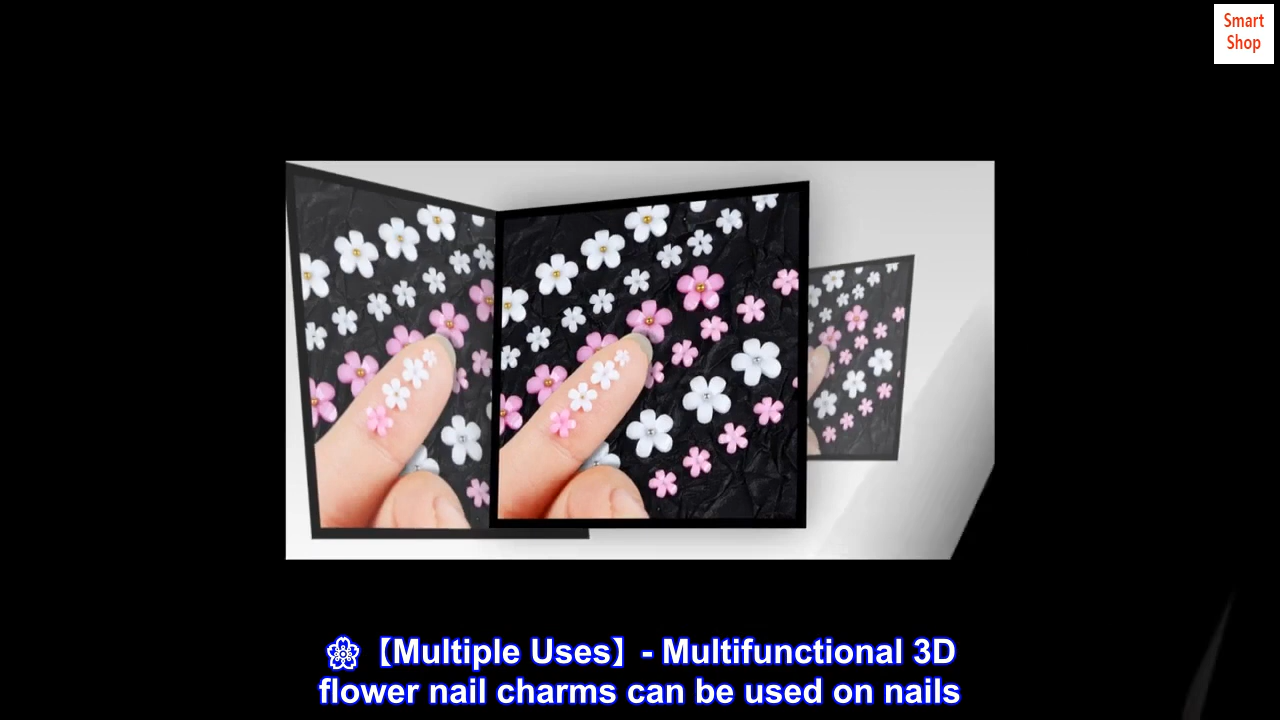 Smart
Shop
🌸【Multiple Uses】- Multifunctional 3D
flower nail charms can be used on nails